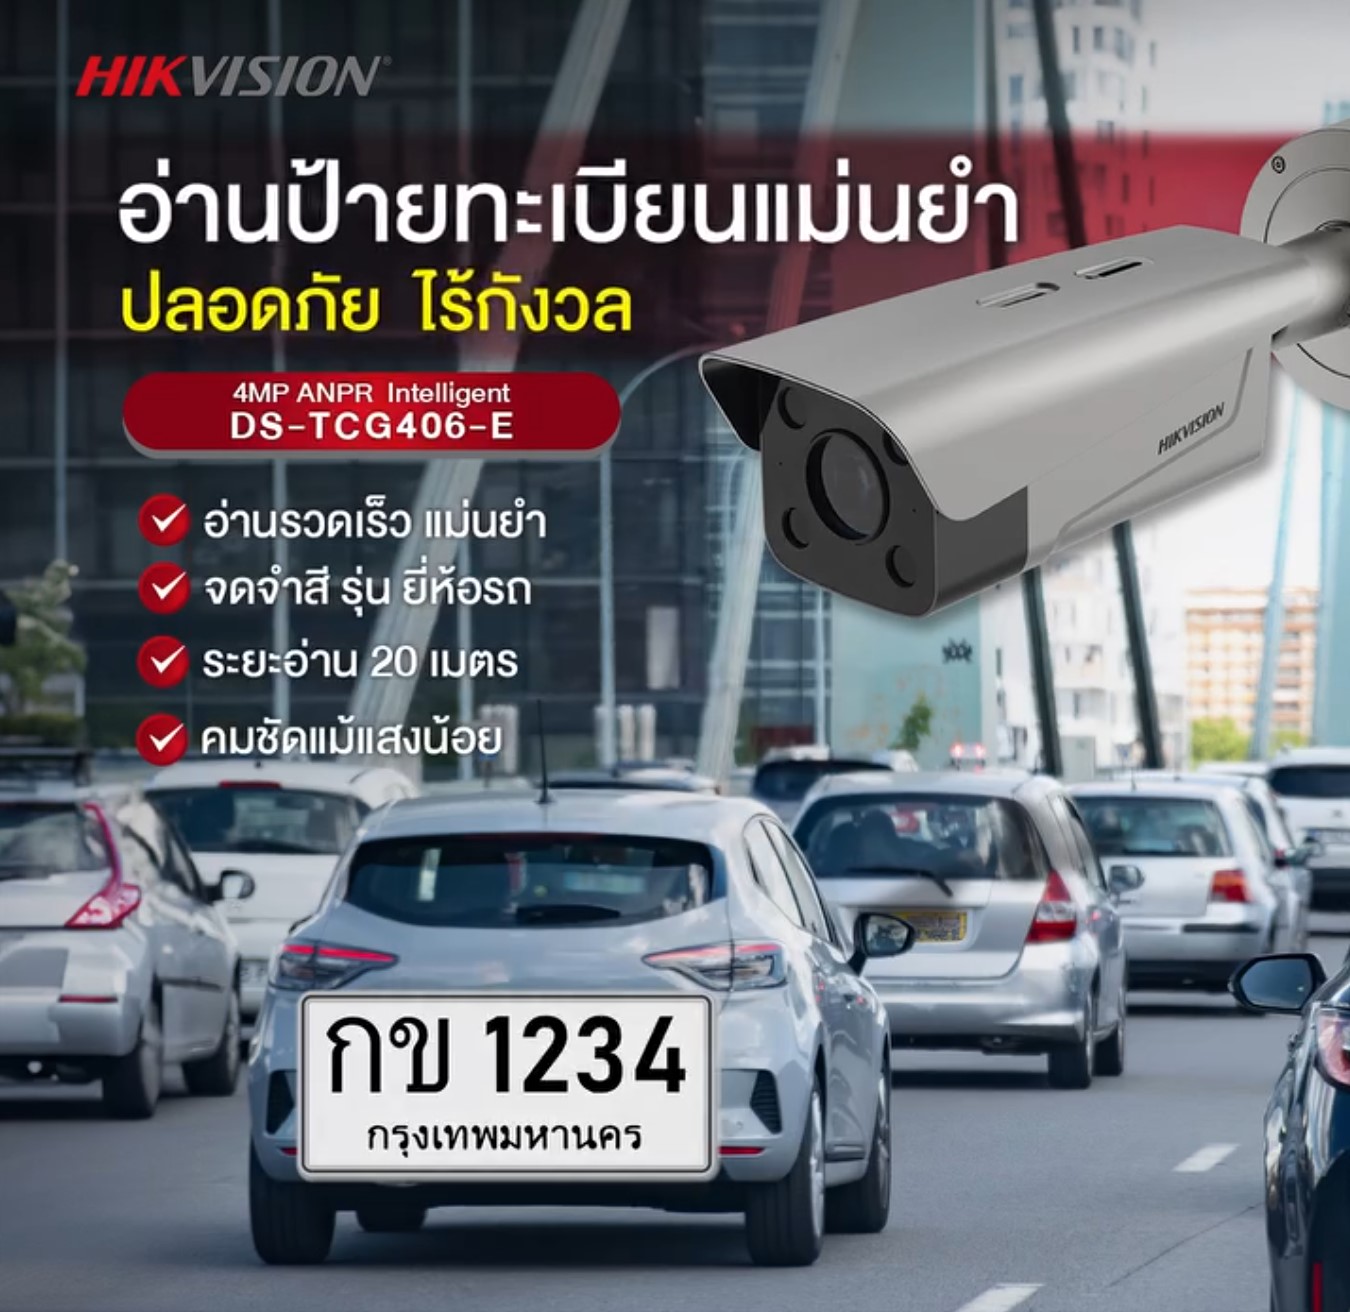 HIKVISION
อ่านป้ายทะเบียนแม่นยำ
ปลอดภัย ไร้กังวล
4MP ANPR Intelligent
DS-TCG406-E
อ่านรวดเร็ว แม่นยำ
จดจำสี รุ่น ยี่ห้อรถ
ระยะอ่าน 20 เมตร
คมชัดแม้แสงน้อย
HIKVISION
กข 1234
กรุงเทพมหานคร